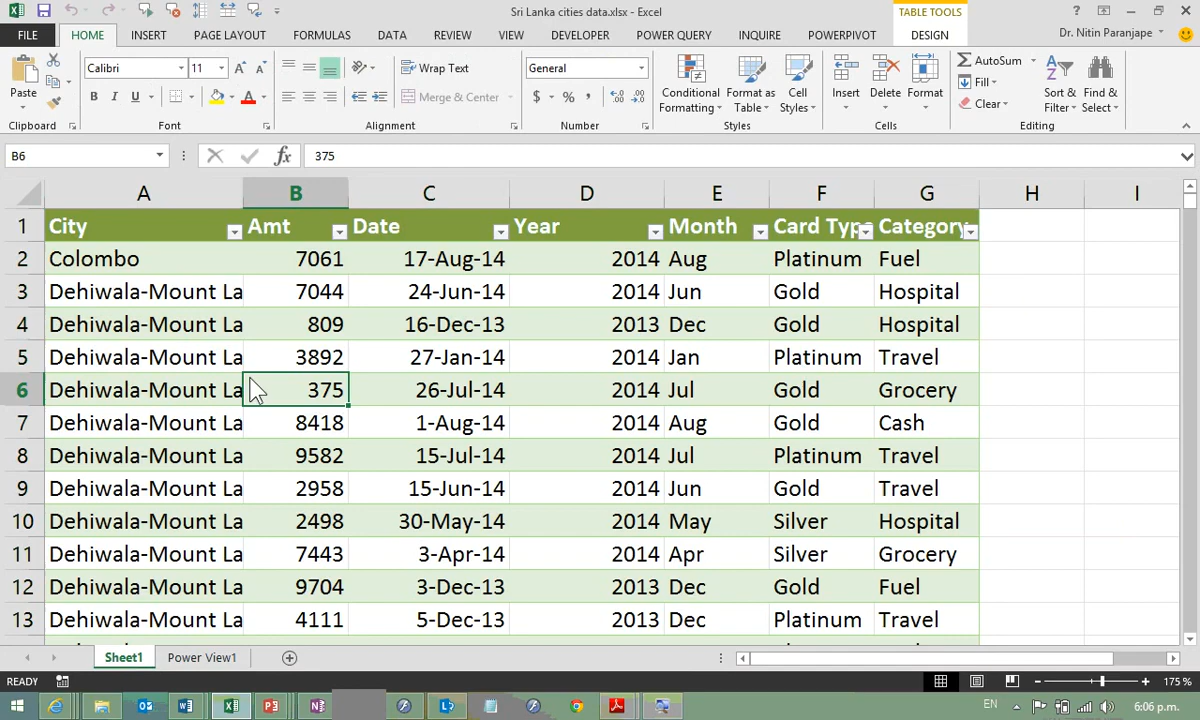 Sri Lanka cities data.xlsx - Excel
TABLE TOOLS
FILE HOME INSERT PAGE LAYOUT FORMULAS DATA REVIEW VIEW DEVELOPER POWER QUERY INQUIRE POWERPIVOT DESIGN Dr. Nitin Paranjape
Paste
Calibri 11
B I U
Wrap Text
Merge & Center
General
$ % ,
Conditional Formatting
Format as Table
Cell Styles
Insert
Delete
Format
AutoSum
Fill
Clear
Sort & Filter
Find & Select
Clipboard Font Alignment Number Styles Cells Editing
B6 fx 375
A B C D E F G H I
1 City Amt Date Year Month Card Typ Category
2 Colombo 7061 17-Aug-14 2014 Aug Platinum Fuel
3 Dehiwala-Mount La 7044 24-Jun-14 2014 Jun Gold Hospital
4 Dehiwala-Mount La 809 16-Dec-13 2013 Dec Gold Hospital
5 Dehiwala-Mount La 3892 27-Jan-14 2014 Jan Platinum Travel
6 Dehiwala-Mount La 375 26-Jul-14 2014 Jul Gold Grocery
7 Dehiwala-Mount La 8418 1-Aug-14 2014 Aug Gold Cash
8 Dehiwala-Mount La 9582 15-Jul-14 2014 Jul Platinum Travel
9 Dehiwala-Mount La 2958 15-Jun-14 2014 Jun Gold Travel
10 Dehiwala-Mount La 2498 30-May-14 2014 May Silver Hospital
11 Dehiwala-Mount La 7443 3-Apr-14 2014 Apr Silver Grocery
12 Dehiwala-Mount La 9704 3-Dec-13 2013 Dec Gold Fuel
13 Dehiwala-Mount La 4111 5-Dec-13 2013 Dec Platinum Travel
Sheet1 Power View1
READY 175 %
EN 6:06 p.m.